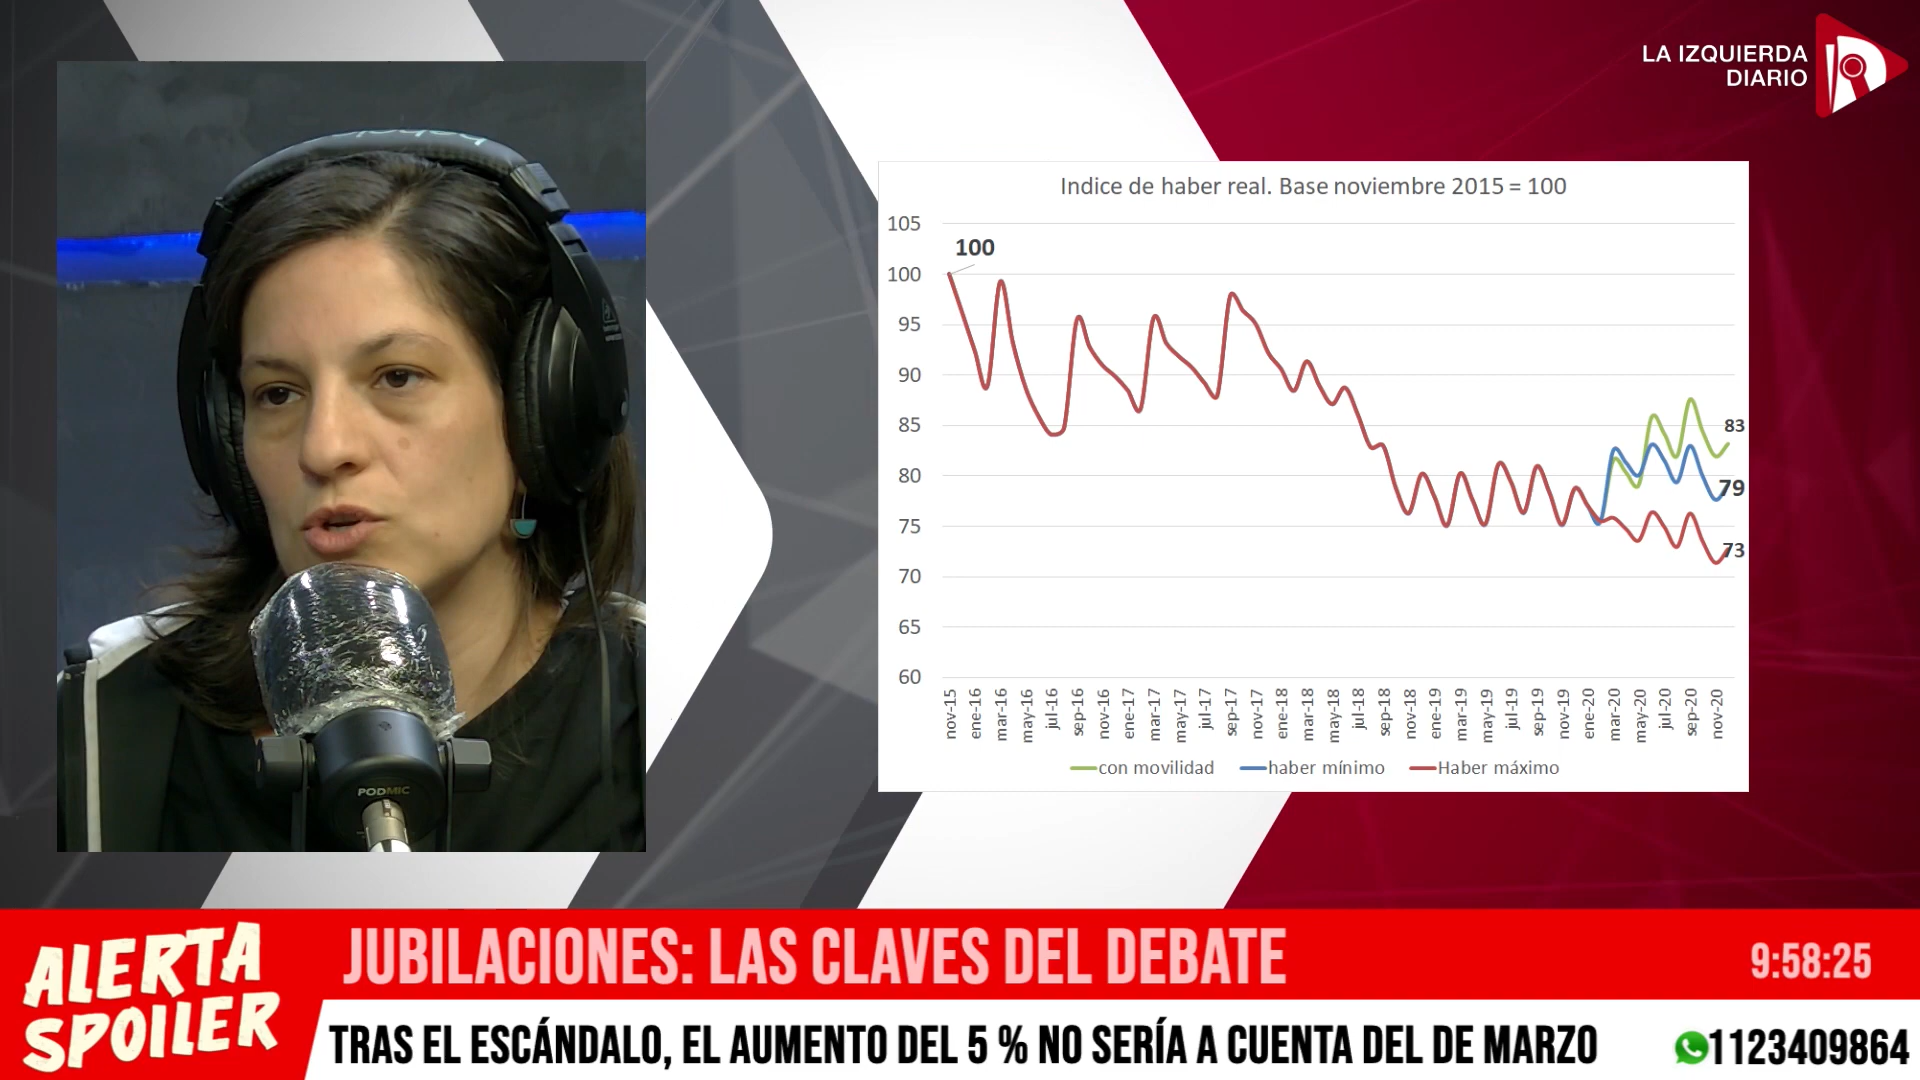 LA IZQUIERDA
DIARIO
Indice de haber real. Base noviembre 2015 = 100
105
100
95
90
85
80
75
70
65
60
100
83
79
73
nov-15
ene-16
mar-16
may-16
jul-16
sep-16
nov-16
ene-17
mar-17
may-17
jul-17
sep-17
nov-17
ene-18
mar-18
may-18
jul-18
sep-18
nov-18
ene-19
mar-19
may-19
jul-19
sep-19
nov-19
ene-20
mar-20
may-20
jul-20
sep-20
nov-20
con movilidad
haber mínimo
Haber máximo
PODMIC
ALERTA
SPOILER
JUBILACIONES: LAS CLAVES DEL DEBATE
9:58:25
TRAS EL ESCÁNDALO, EL AUMENTO DEL 5 % NO SERÍA A CUENTA DEL DE MARZO
1123409864